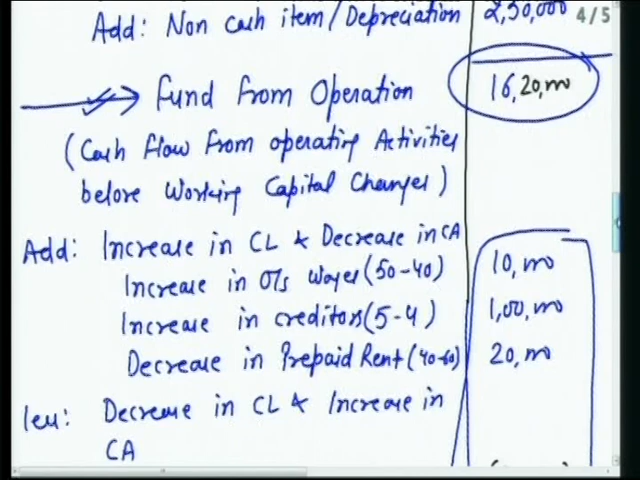 Add: Non cash item/Depreciation 2,50,000 4/5
Fund from Operation 16,20,000
(Cash flow from operating Activities
before Working Capital Changes)
Add: Increase in CL & Decrease in CA
Increase in O/s wages (50-40) 10,000
Increase in creditors (5-4) 1,00,000
Decrease in Prepaid Rent (40-60) 20,000
less: Decrease in CL & Increase in
CA